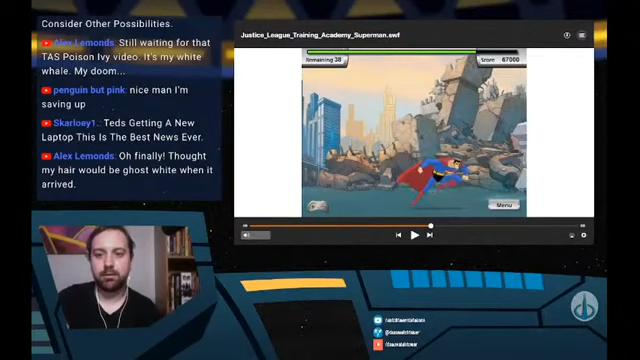 Consider Other Possibilities.
Alex Lemonds: Still waiting for that
TAS Poison Ivy video. It's my white
whale. My doom...
penguin but pink: nice man I'm
saving up
Skarloey1.: Teds Getting A New
Laptop This Is The Best News Ever.
Alex Lemonds: Oh finally! Thought
my hair would be ghost white when it
arrived.
Justice_League_Training_Academy_Superman.swf
Remaining 38
Score 67000
Menu